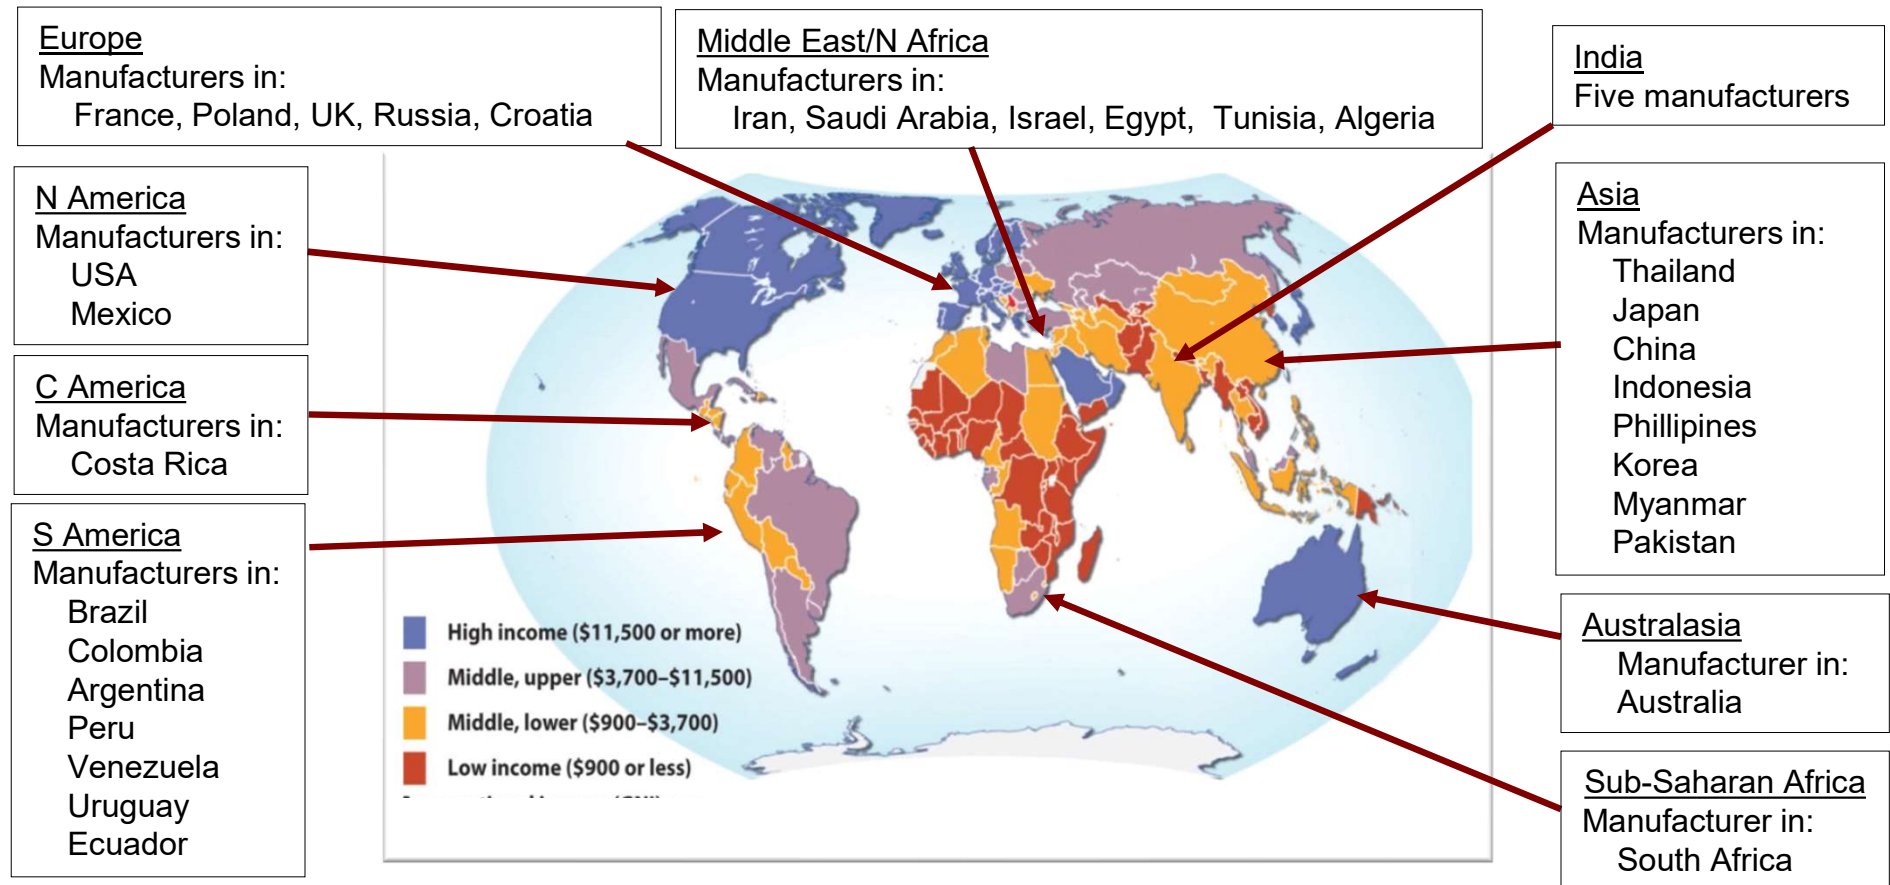 Europe
Manufacturers in:
France, Poland, UK, Russia, Croatia
Middle East/N Africa
Manufacturers in:
Iran, Saudi Arabia, Israel, Egypt, Tunisia, Algeria
India
Five manufacturers
N America
Manufacturers in:
USA
Mexico
C America
Manufacturers in:
Costa Rica
S America
Manufacturers in:
Brazil
Colombia
Argentina
Peru
Venezuela
Uruguay
Ecuador
High income ($11,500 or more)
Middle, upper ($3,700–$11,500)
Middle, lower ($900–$3,700)
Low income ($900 or less)
Asia
Manufacturers in:
Thailand
Japan
China
Indonesia
Phillipines
Korea
Myanmar
Pakistan
Australasia
Manufacturer in:
Australia
Sub-Saharan Africa
Manufacturer in:
South Africa